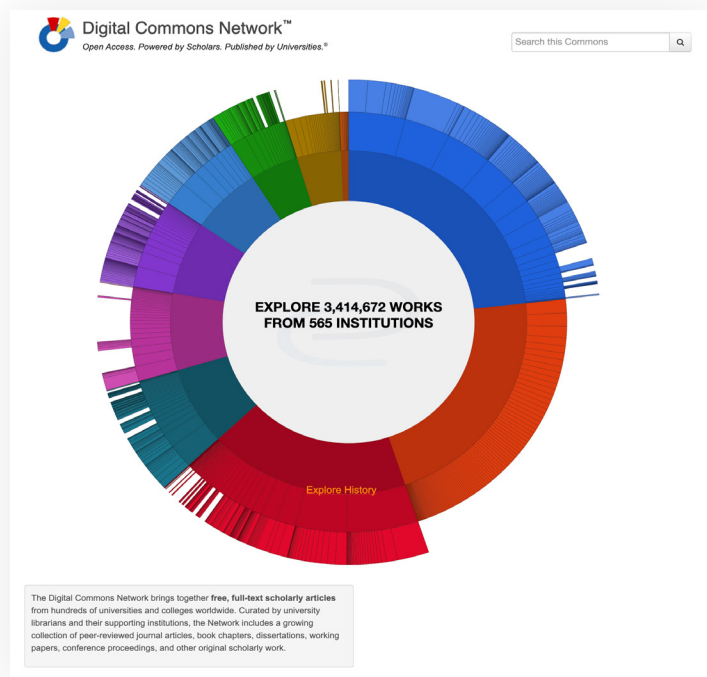 Digital Commons Network™
Open Access. Powered by Scholars. Published by Universities.®
Search this Commons
EXPLORE 3,414,672 WORKS
FROM 565 INSTITUTIONS
Explore History
The Digital Commons Network brings together free, full-text scholarly articles
from hundreds of universities and colleges worldwide. Curated by university
librarians and their supporting institutions, the Network includes a growing
collection of peer-reviewed journal articles, book chapters, dissertations, working
papers, conference proceedings, and other original scholarly work.